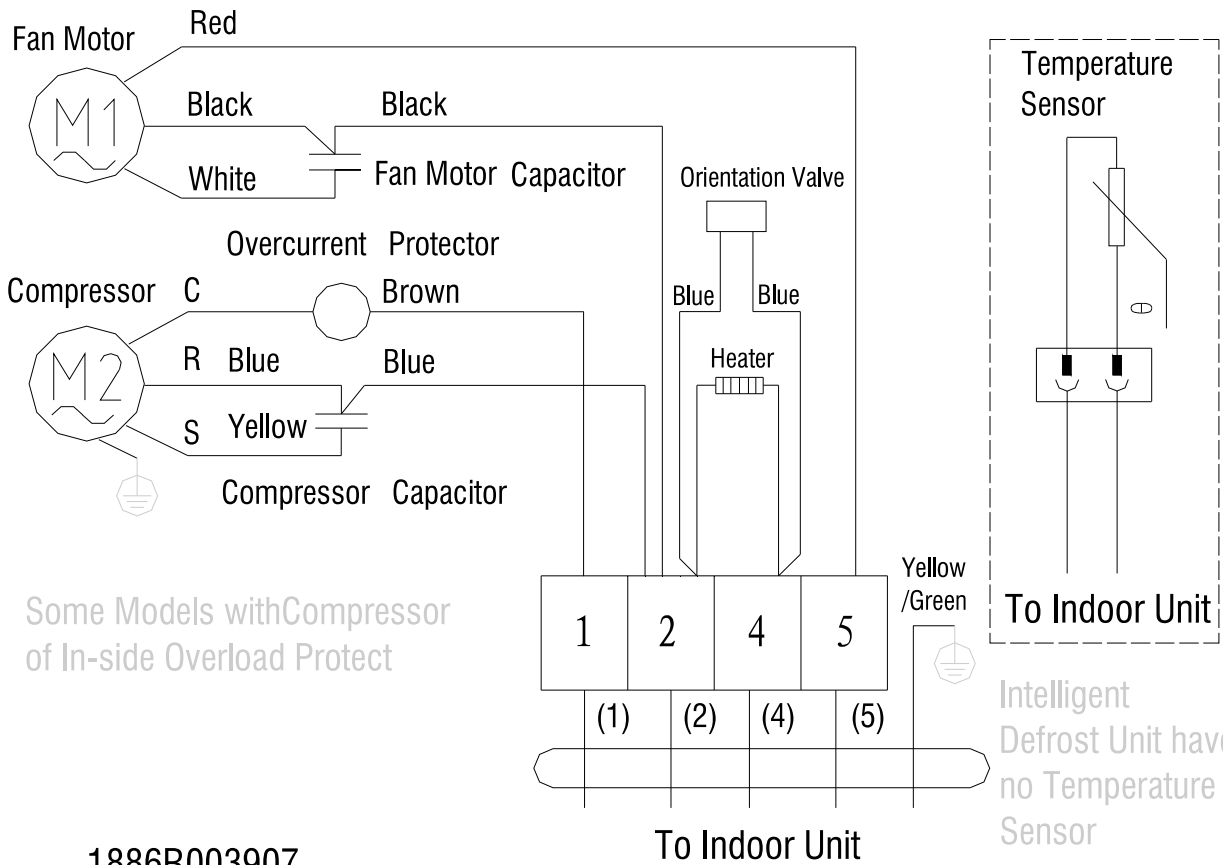 Fan Motor
Red
M1
Black
Black
White
Fan Motor Capacitor
Orientation Valve
Overcurrent Protector
Compressor
C
Brown
Blue
Blue
M2
R
Blue
Blue
Heater
S
Yellow
Compressor Capacitor
Some Models withCompressor
of In-side Overload Protect
1
2
4
5
Yellow
/Green
(1)
(2)
(4)
(5)
To Indoor Unit
1886R003907
Temperature
Sensor
To Indoor Unit
Intelligent
Defrost Unit have
no Temperature
Sensor